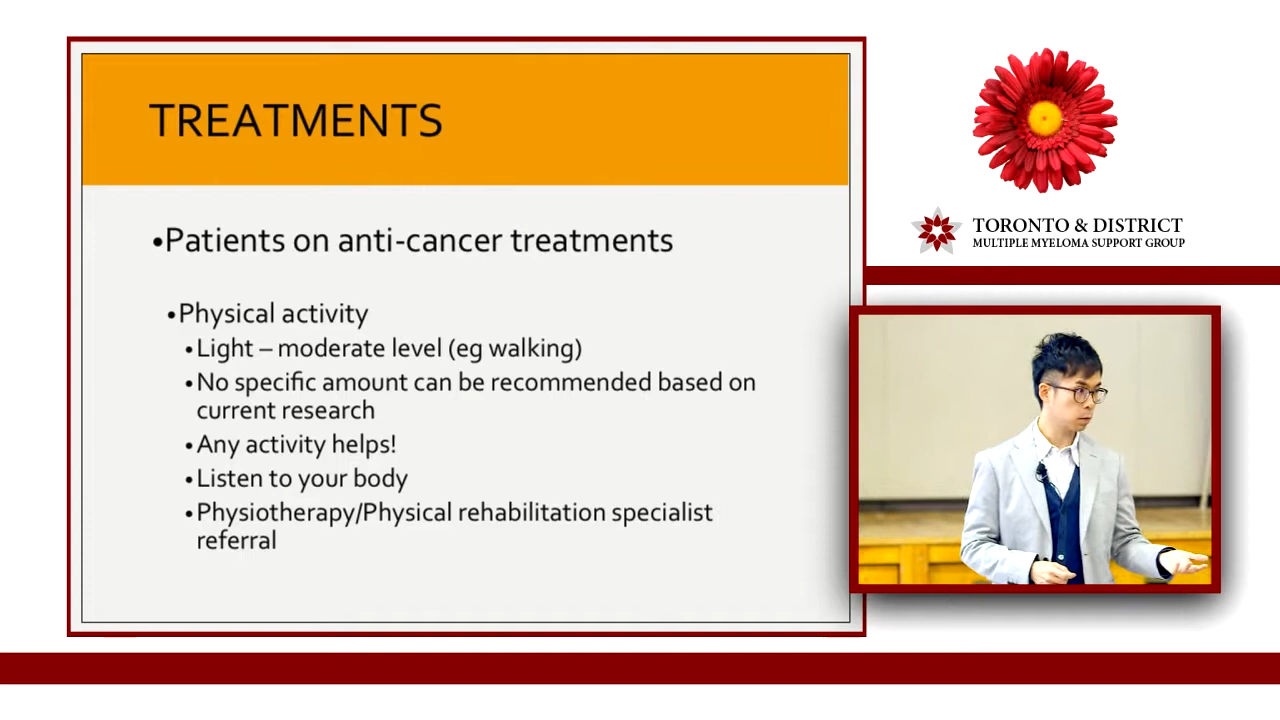 TREATMENTS
•Patients on anti-cancer treatments
•Physical activity
•Light – moderate level (eg walking)
•No specific amount can be recommended based on
current research
•Any activity helps!
•Listen to your body
•Physiotherapy/Physical rehabilitation specialist
referral
TORONTO & DISTRICT
MULTIPLE MYELOMA SUPPORT GROUP